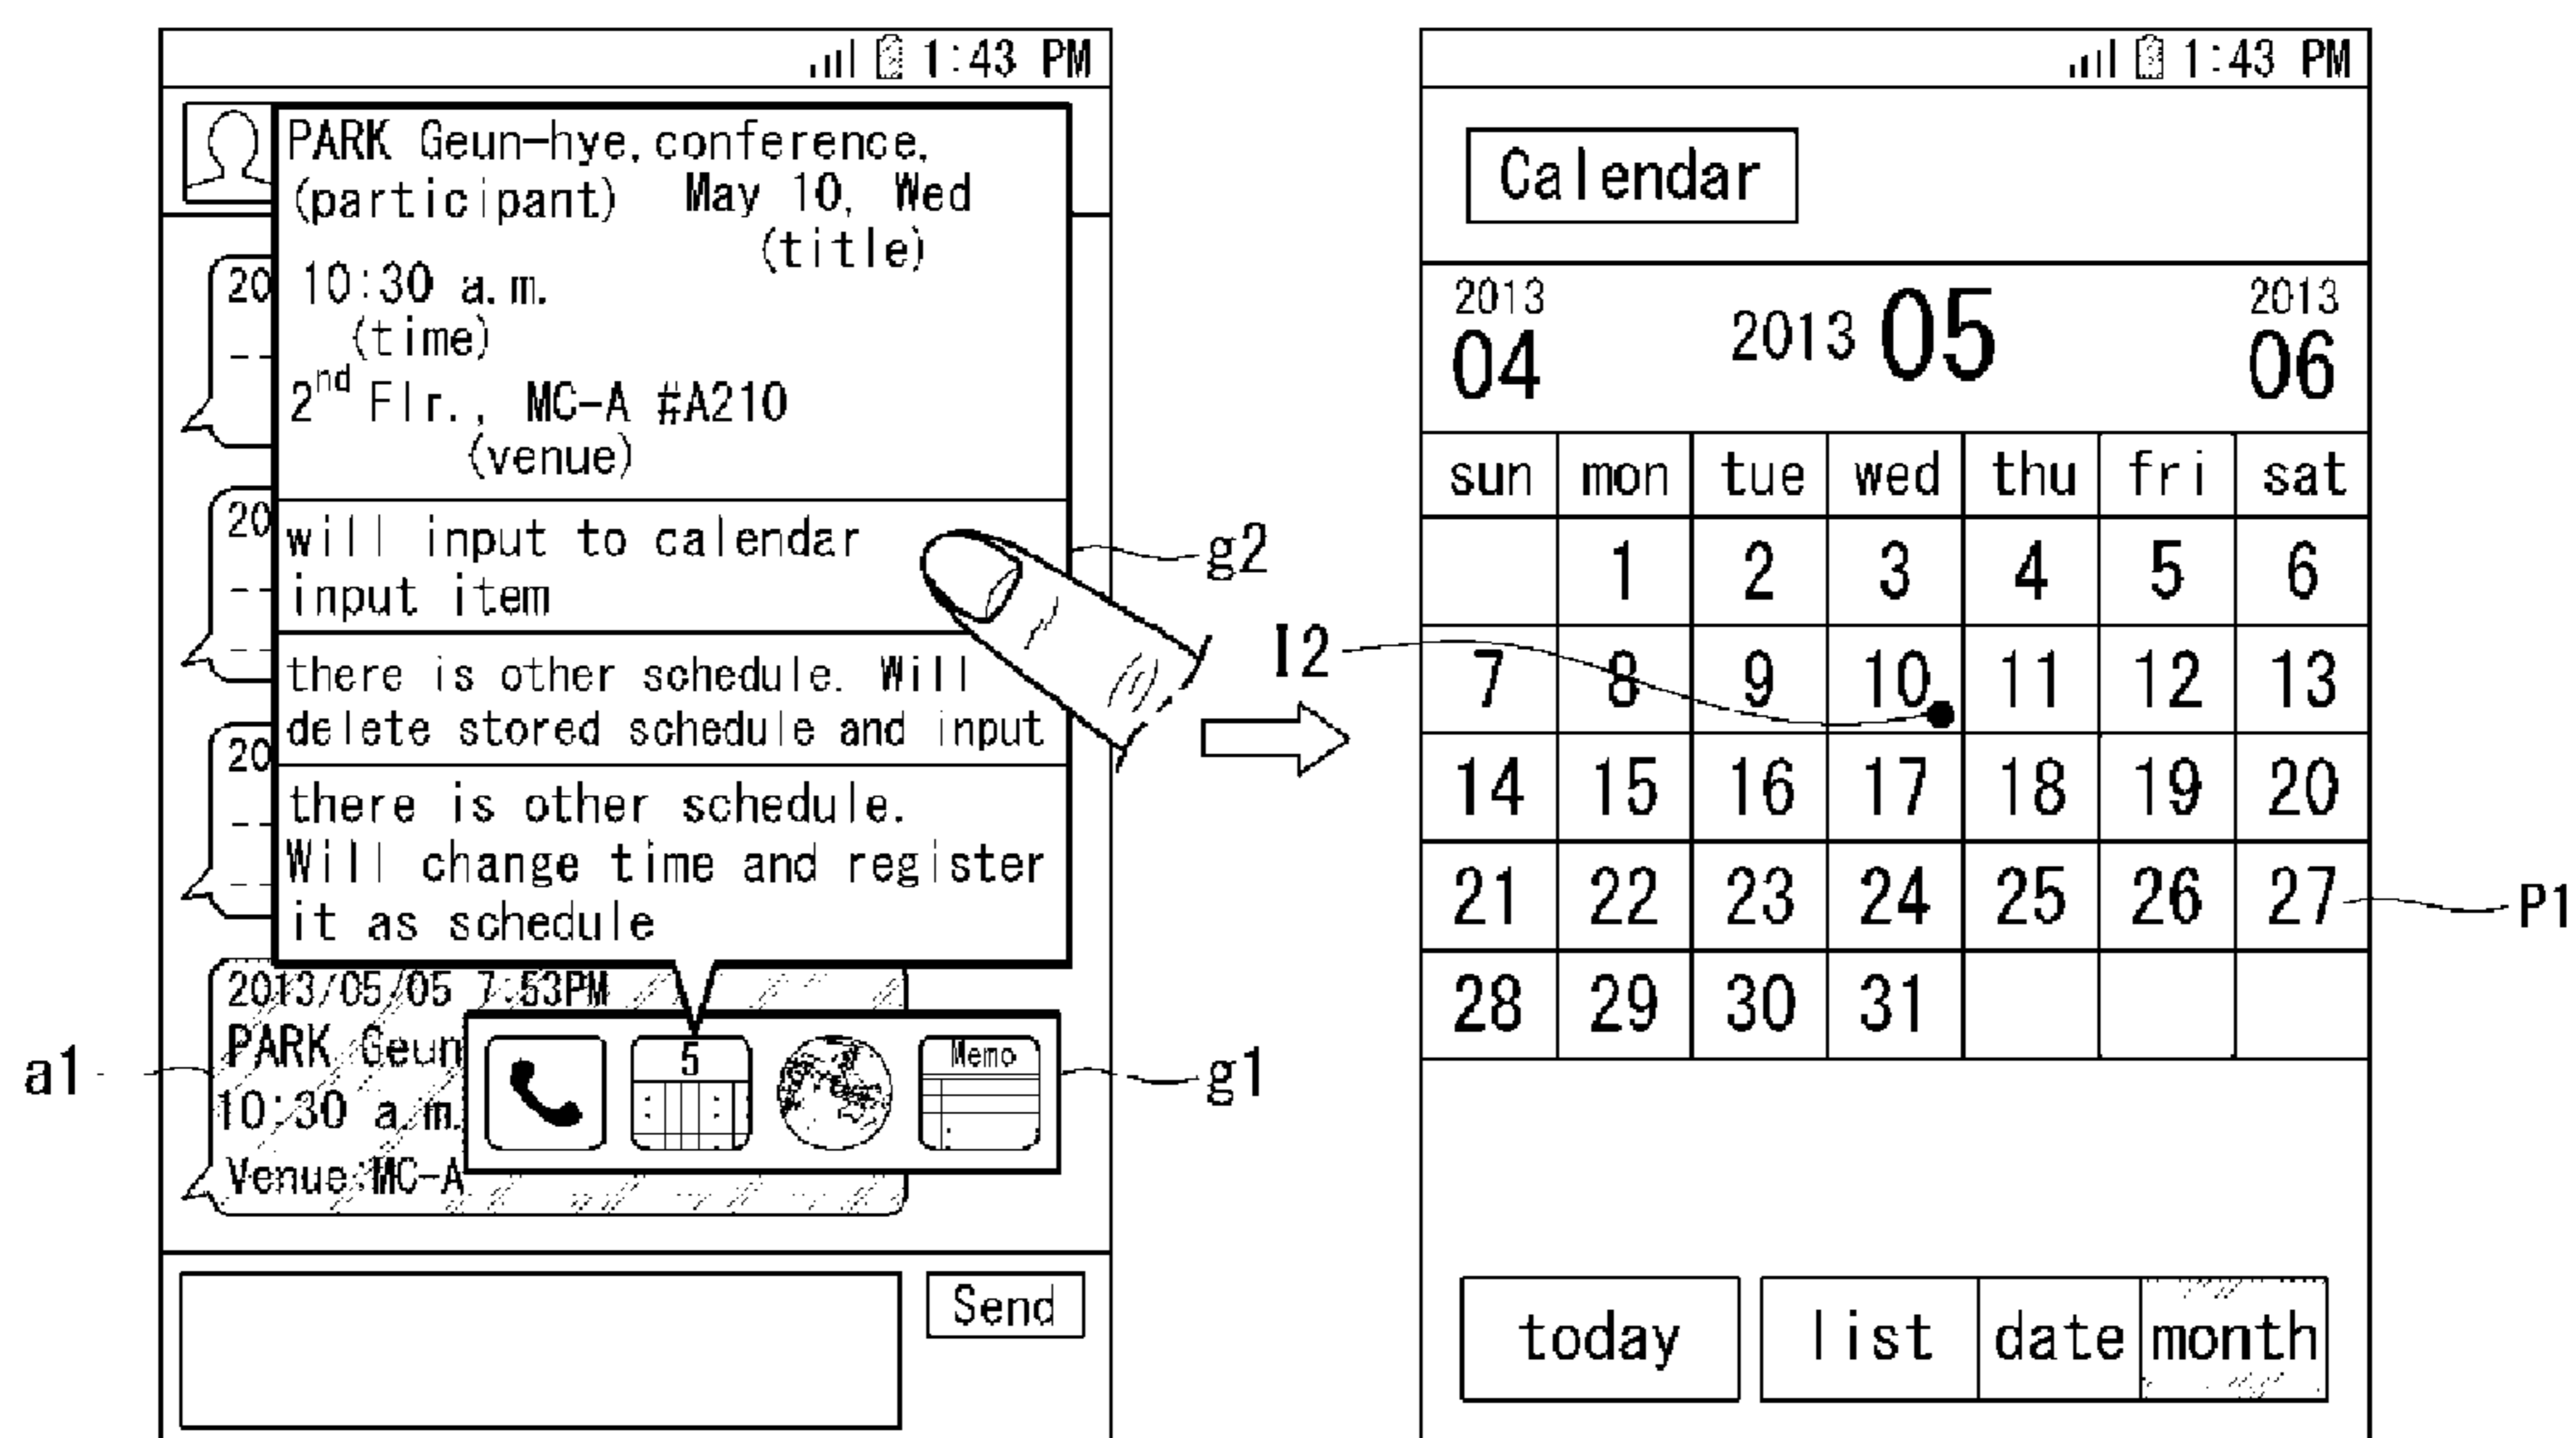 1:43 PM
PARK Geun-hye, conference,
(participant) May 10, Wed
(title)
10:30 a.m.
(time)
2nd Flr., MC-A #A210
(venue)
will input to calendar
input item
there is other schedule. Will
delete stored schedule and input
there is other schedule.
Will change time and register
it as schedule
20
20
20
2013/05/05 7:53PM
PARK Geun
10:30 a.m.
Venue:MC-A
5
Memo
Send
a1
g1
g2
I2
1:43 PM
Calendar
2013 04
2013 05
2013 06
sun mon tue wed thu fri sat
1 2 3 4 5 6
7 8 9 10 11 12 13
14 15 16 17 18 19 20
21 22 23 24 25 26 27
28 29 30 31
P1
today list date month